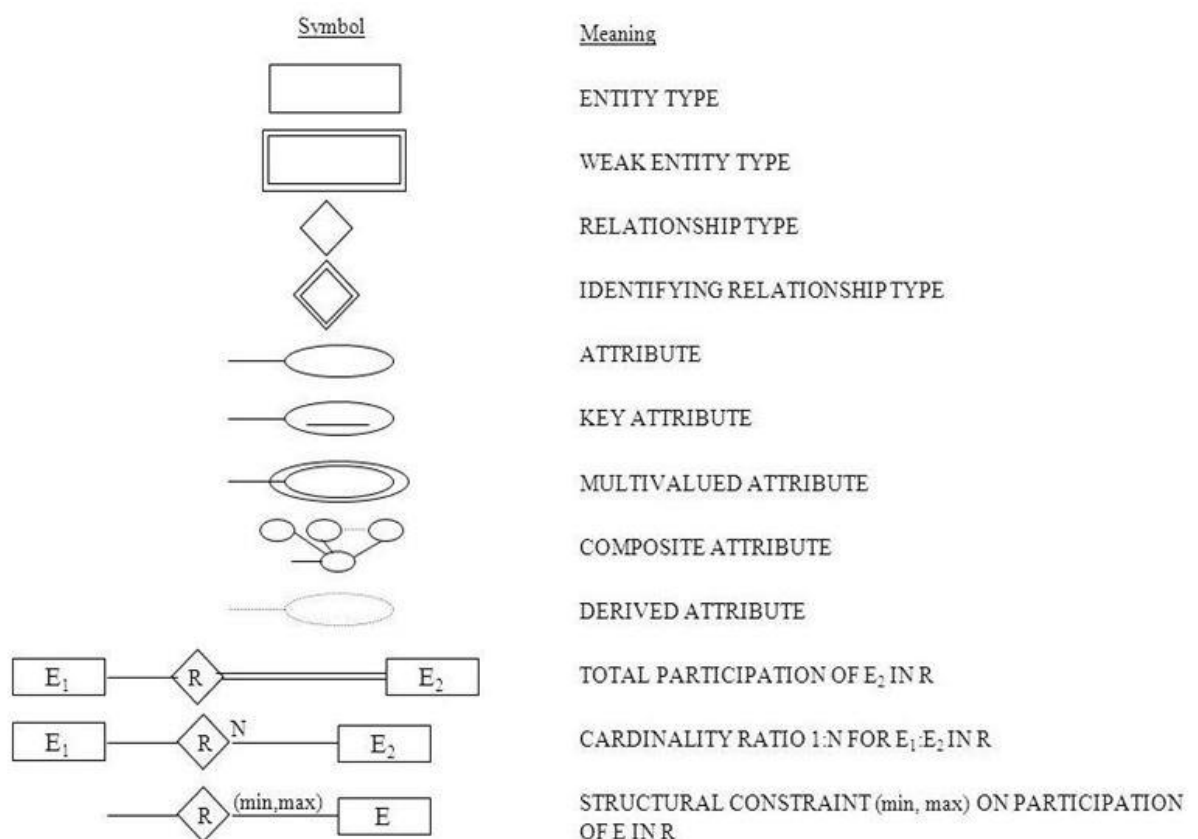 Symbol Meaning
ENTITY TYPE
WEAK ENTITY TYPE
RELATIONSHIP TYPE
IDENTIFYING RELATIONSHIP TYPE
ATTRIBUTE
KEY ATTRIBUTE
MULTIVALUED ATTRIBUTE
COMPOSITE ATTRIBUTE
DERIVED ATTRIBUTE
E₁ R E₂ TOTAL PARTICIPATION OF E₂ IN R
E₁ R N E₂ CARDINALITY RATIO 1:N FOR E₁:E₂ IN R
R (min,max) E STRUCTURAL CONSTRAINT (min, max) ON PARTICIPATION
OF E IN R